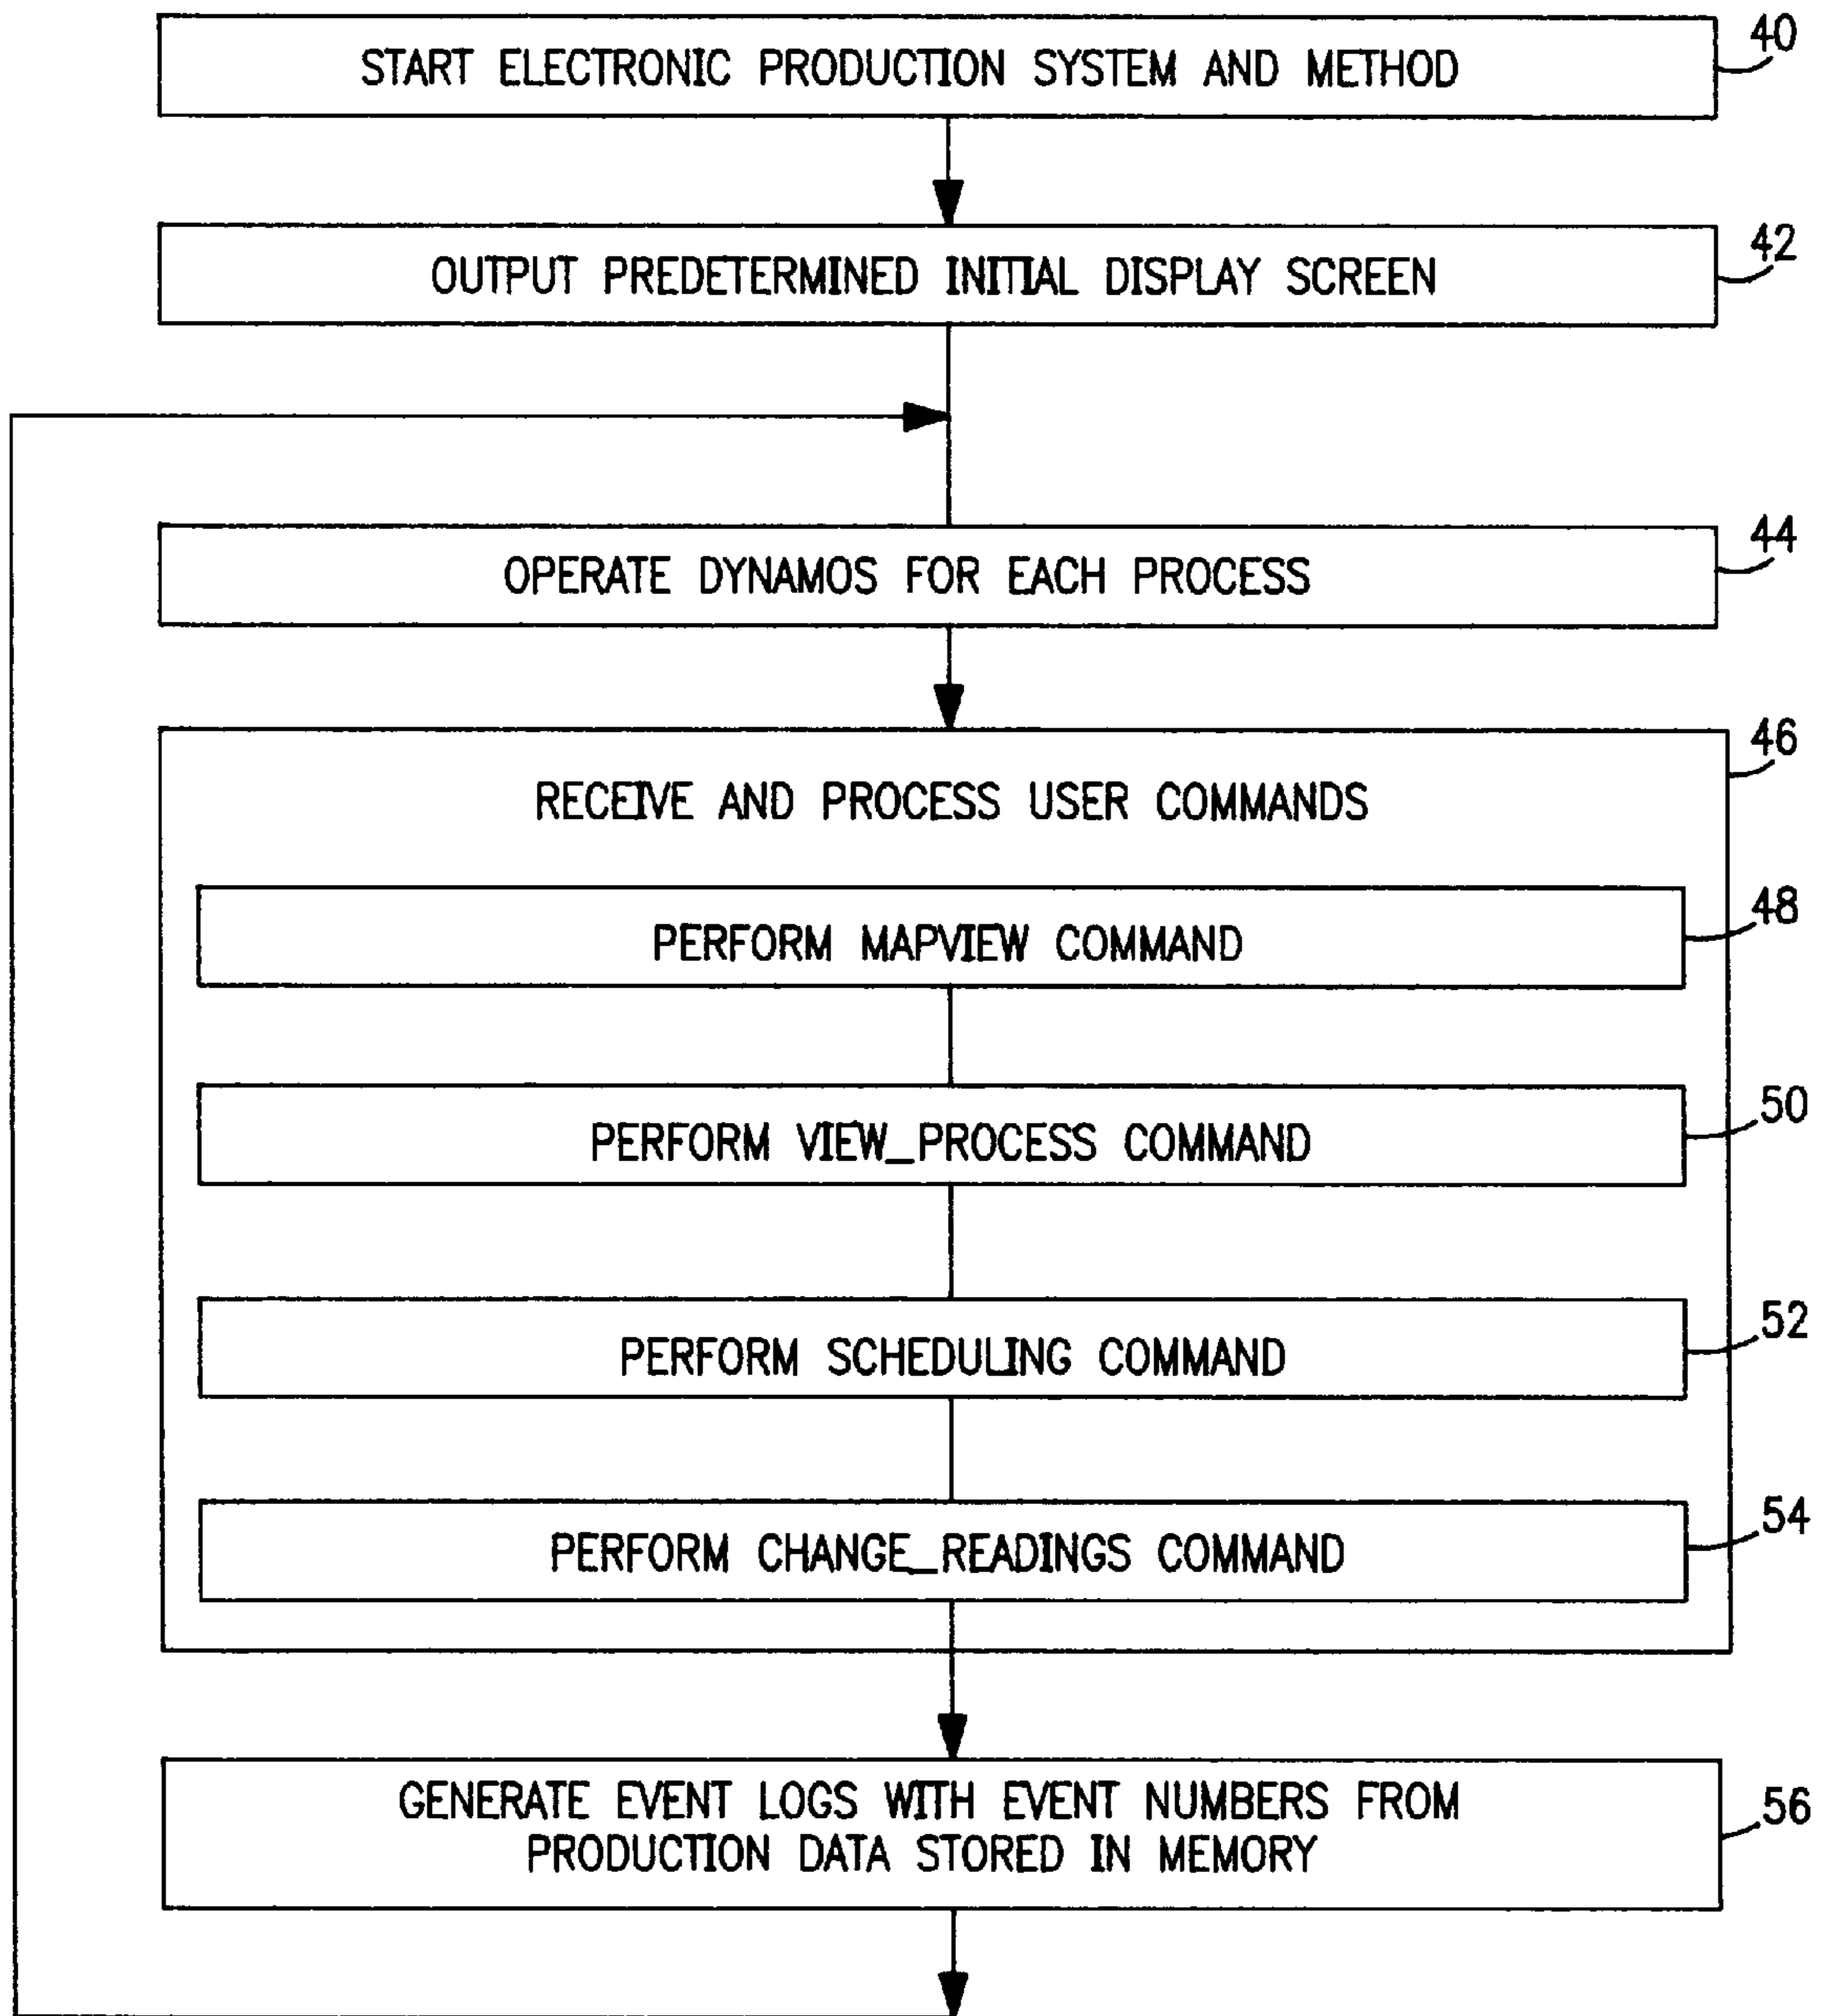 START ELECTRONIC PRODUCTION SYSTEM AND METHOD
40
OUTPUT PREDETERMINED INITIAL DISPLAY SCREEN
42
OPERATE DYNAMOS FOR EACH PROCESS
44
RECEIVE AND PROCESS USER COMMANDS
46
PERFORM MAPVIEW COMMAND
48
PERFORM VIEW_PROCESS COMMAND
50
PERFORM SCHEDULING COMMAND
52
PERFORM CHANGE_READINGS COMMAND
54
GENERATE EVENT LOGS WITH EVENT NUMBERS FROM
PRODUCTION DATA STORED IN MEMORY
56